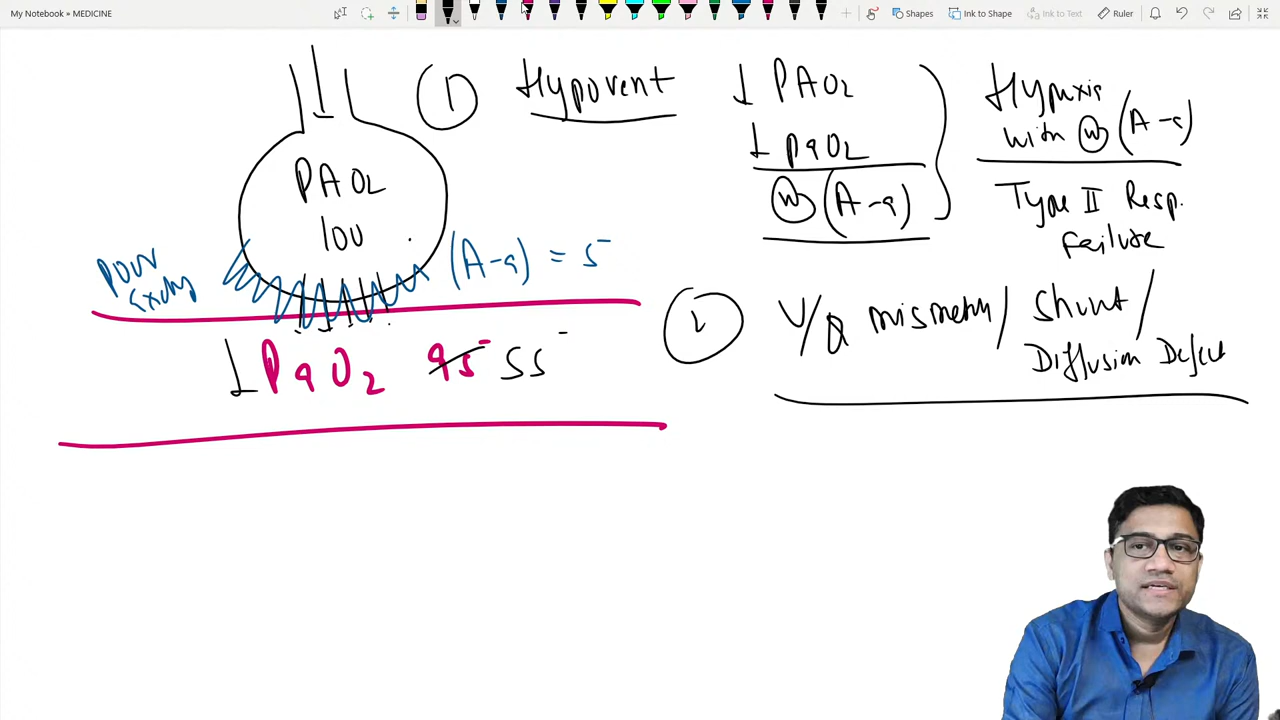 My Notebook » MEDICINE
Shapes
Ink to Shape
Ink to Text
Ruler
① Hypovent
↓ PAO2
↓ PaO2
Ⓝ (A-a)
Hypoxia
with Ⓝ (A-a)
Type II Resp.
Failure
PAO2
100
Poor
(A-a) = 5
↓ PaO2 95 55
② V/Q mismatch / Shunt /
Diffusion Defect